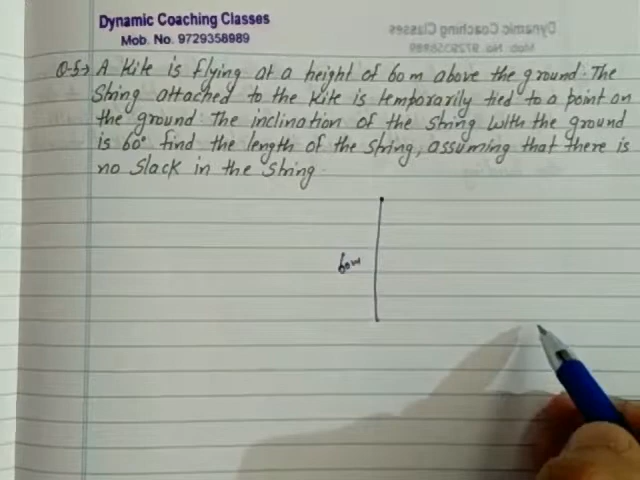 Dynamic Coaching Classes
Mob. No. 9729358989
Q-5→ A Kite is flying at a height of 60 m above the ground. The
String attached to the Kite is temporarily tied to a point on
the ground. The inclination of the string with the ground
is 60° find the length of the string, assuming that there is
no slack in the string.
60m